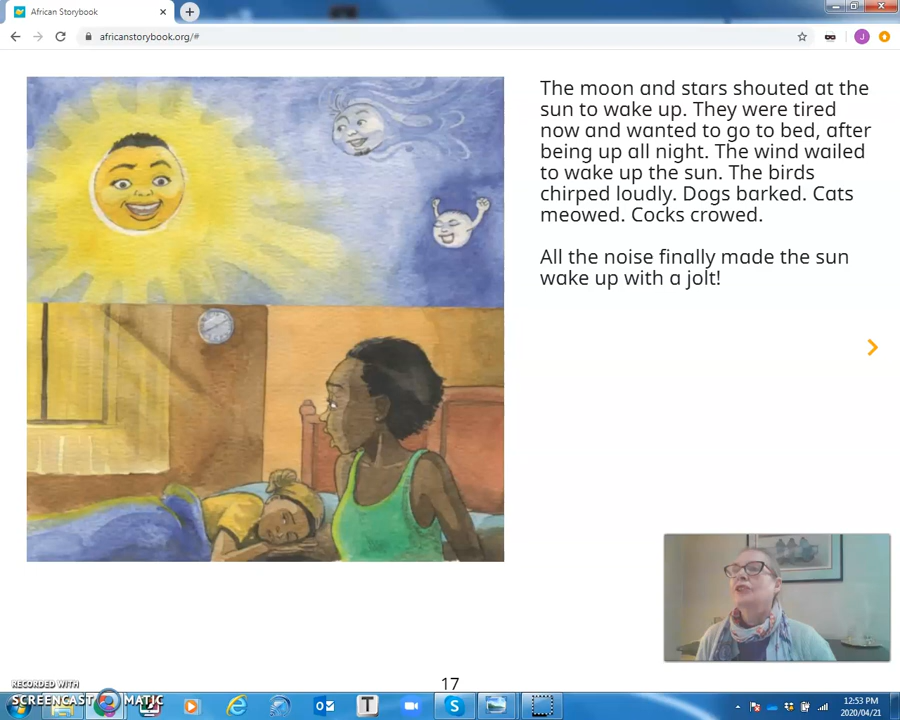 African Storybook
africanstorybook.org/#
J
The moon and stars shouted at the
sun to wake up. They were tired
now and wanted to go to bed, after
being up all night. The wind wailed
to wake up the sun. The birds
chirped loudly. Dogs barked. Cats
meowed. Cocks crowed.
All the noise finally made the sun
wake up with a jolt!
17
RECORDED WITH
SCREENCAST MATIC
T
S
12:53 PM
2020/04/21